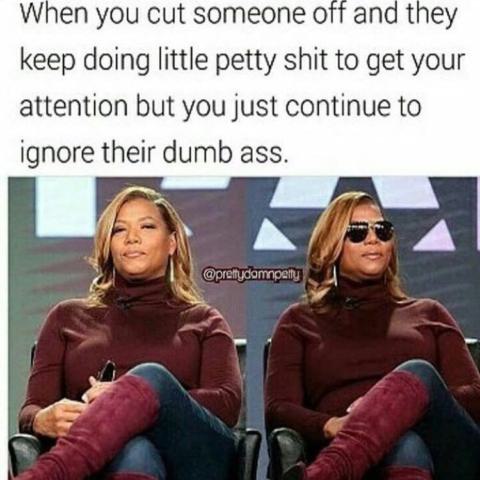 When you cut someone off and they
keep doing little petty shit to get your
attention but you just continue to
ignore their dumb ass.
@prettydamnpetty